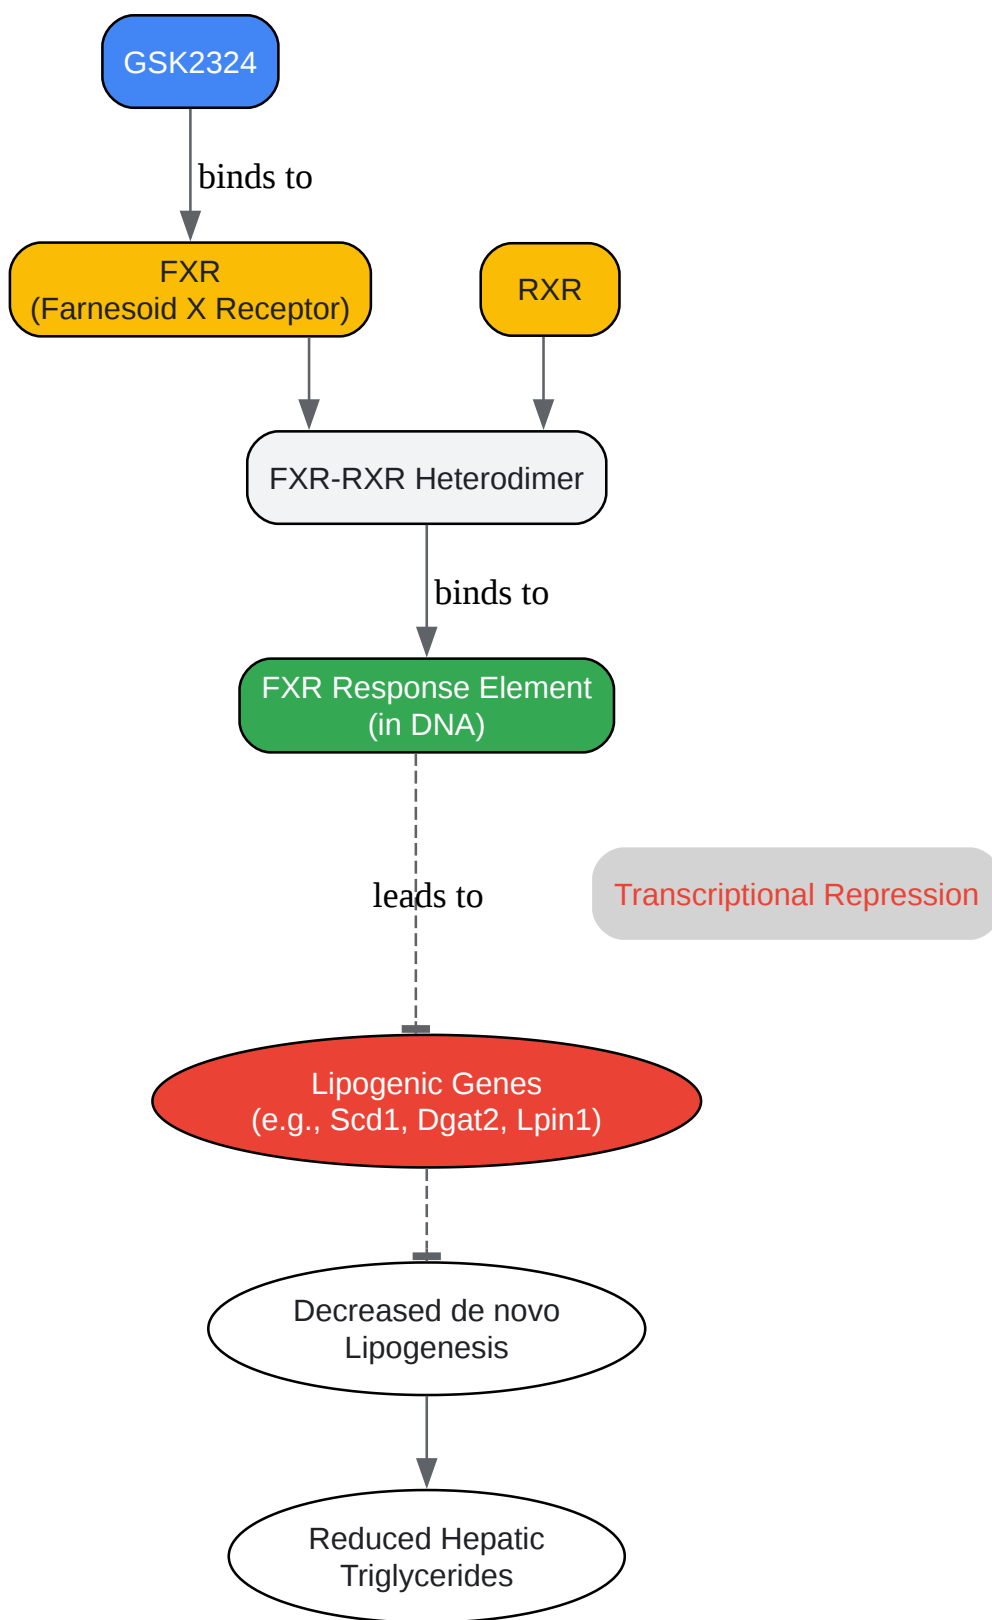 GSK2324
binds to
FXR
(Farnesoid X Receptor)
RXR
FXR-RXR Heterodimer
binds to
FXR Response Element
(in DNA)
leads to
Transcriptional Repression
Lipogenic Genes
(e.g., Scd1, Dgat2, Lpin1)
Decreased de novo
Lipogenesis
Reduced Hepatic
Triglycerides